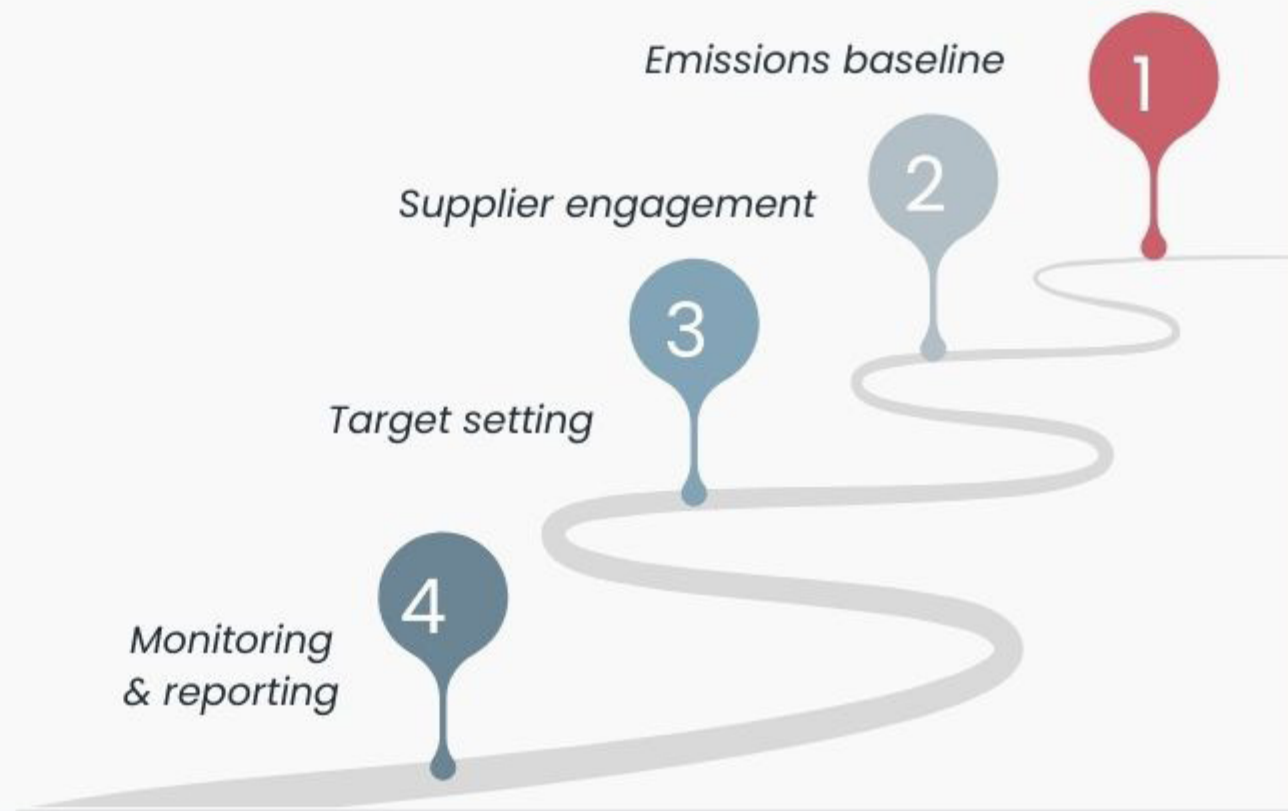 Emissions baseline
1
Supplier engagement
2
Target setting
3
Monitoring
& reporting
4